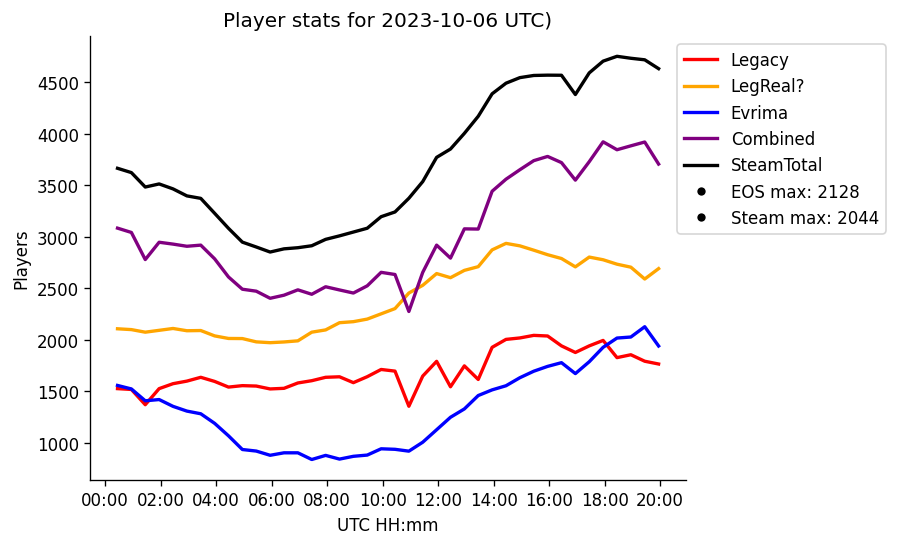 Player stats for 2023-10-06 UTC)
Players
4500
4000
3500
3000
2500
2000
1500
1000
00:00 02:00 04:00 06:00 08:00 10:00 12:00 14:00 16:00 18:00 20:00
UTC HH:mm
Legacy
LegReal?
Evrima
Combined
SteamTotal
EOS max: 2128
Steam max: 2044